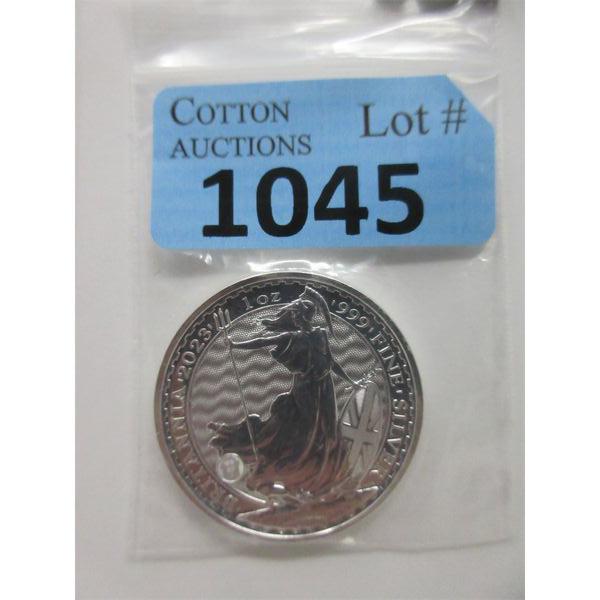 COTTON
AUCTIONS
Lot #
1045
BRITANNIA · 2023 · 1 oz · 999 · FINE · SILVER